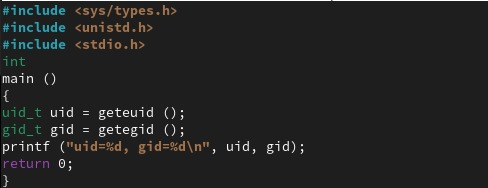 #include <sys/types.h>
#include <unistd.h>
#include <stdio.h>
int
main ()
{
uid_t uid = geteuid ();
gid_t gid = getegid ();
printf ("uid=%d, gid=%d\n", uid, gid);
return 0;
}